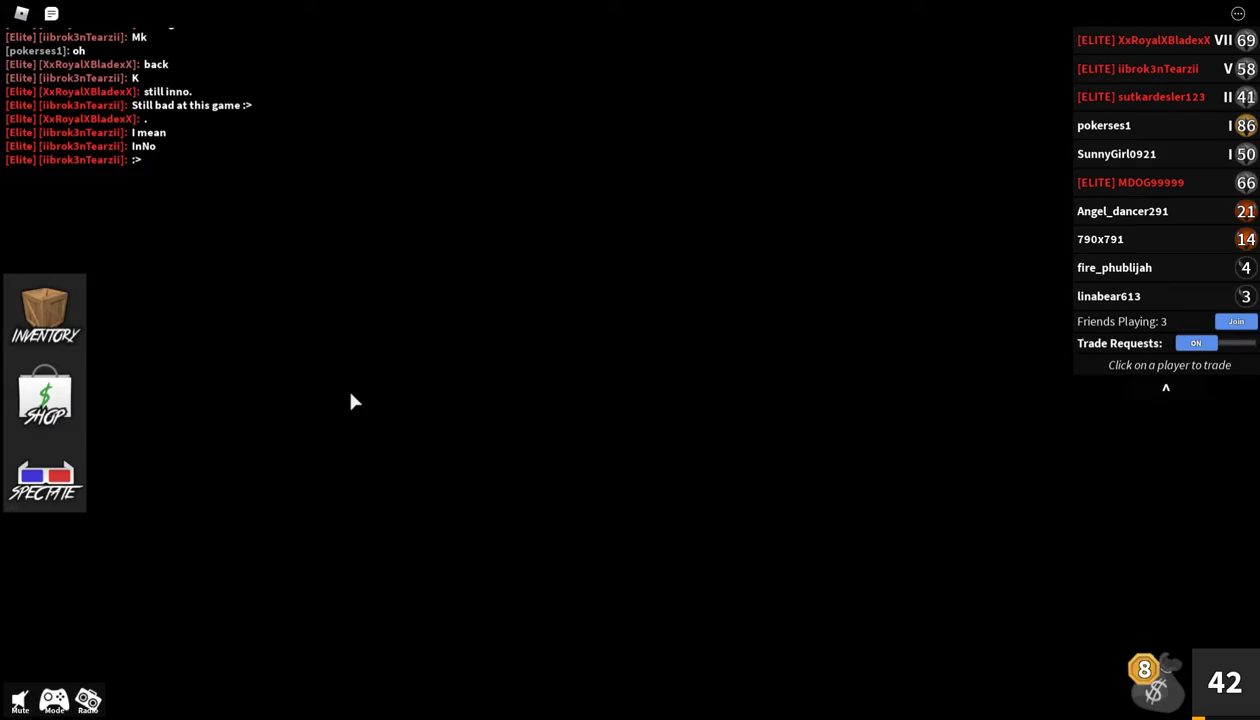 [Elite] [iibrok3nTearzii]: Mk
[pokerses1]: oh
[Elite] [XxRoyalXBladexX]: back
[Elite] [iibrok3nTearzii]: K
[Elite] [XxRoyalXBladexX]: still inno.
[Elite] [iibrok3nTearzii]: Still bad at this game :>
[Elite] [XxRoyalXBladexX]: .
[Elite] [iibrok3nTearzii]: I mean
[Elite] [iibrok3nTearzii]: InNo
[Elite] [iibrok3nTearzii]: :>
INVENTORY
SHOP
SPECTATE
Mute
Mode
Radio
[ELITE] XxRoyalXBladexX VII 69
[ELITE] iibrok3nTearzii V 58
[ELITE] sutkardesler123 II 41
pokerses1 I 86
SunnyGirl0921 I 50
[ELITE] MDOG99999 66
Angel_dancer291 21
790x791 14
fire_phublijah 4
linabear613 3
Friends Playing: 3 Join
Trade Requests: ON
Click on a player to trade
^
8
$
42